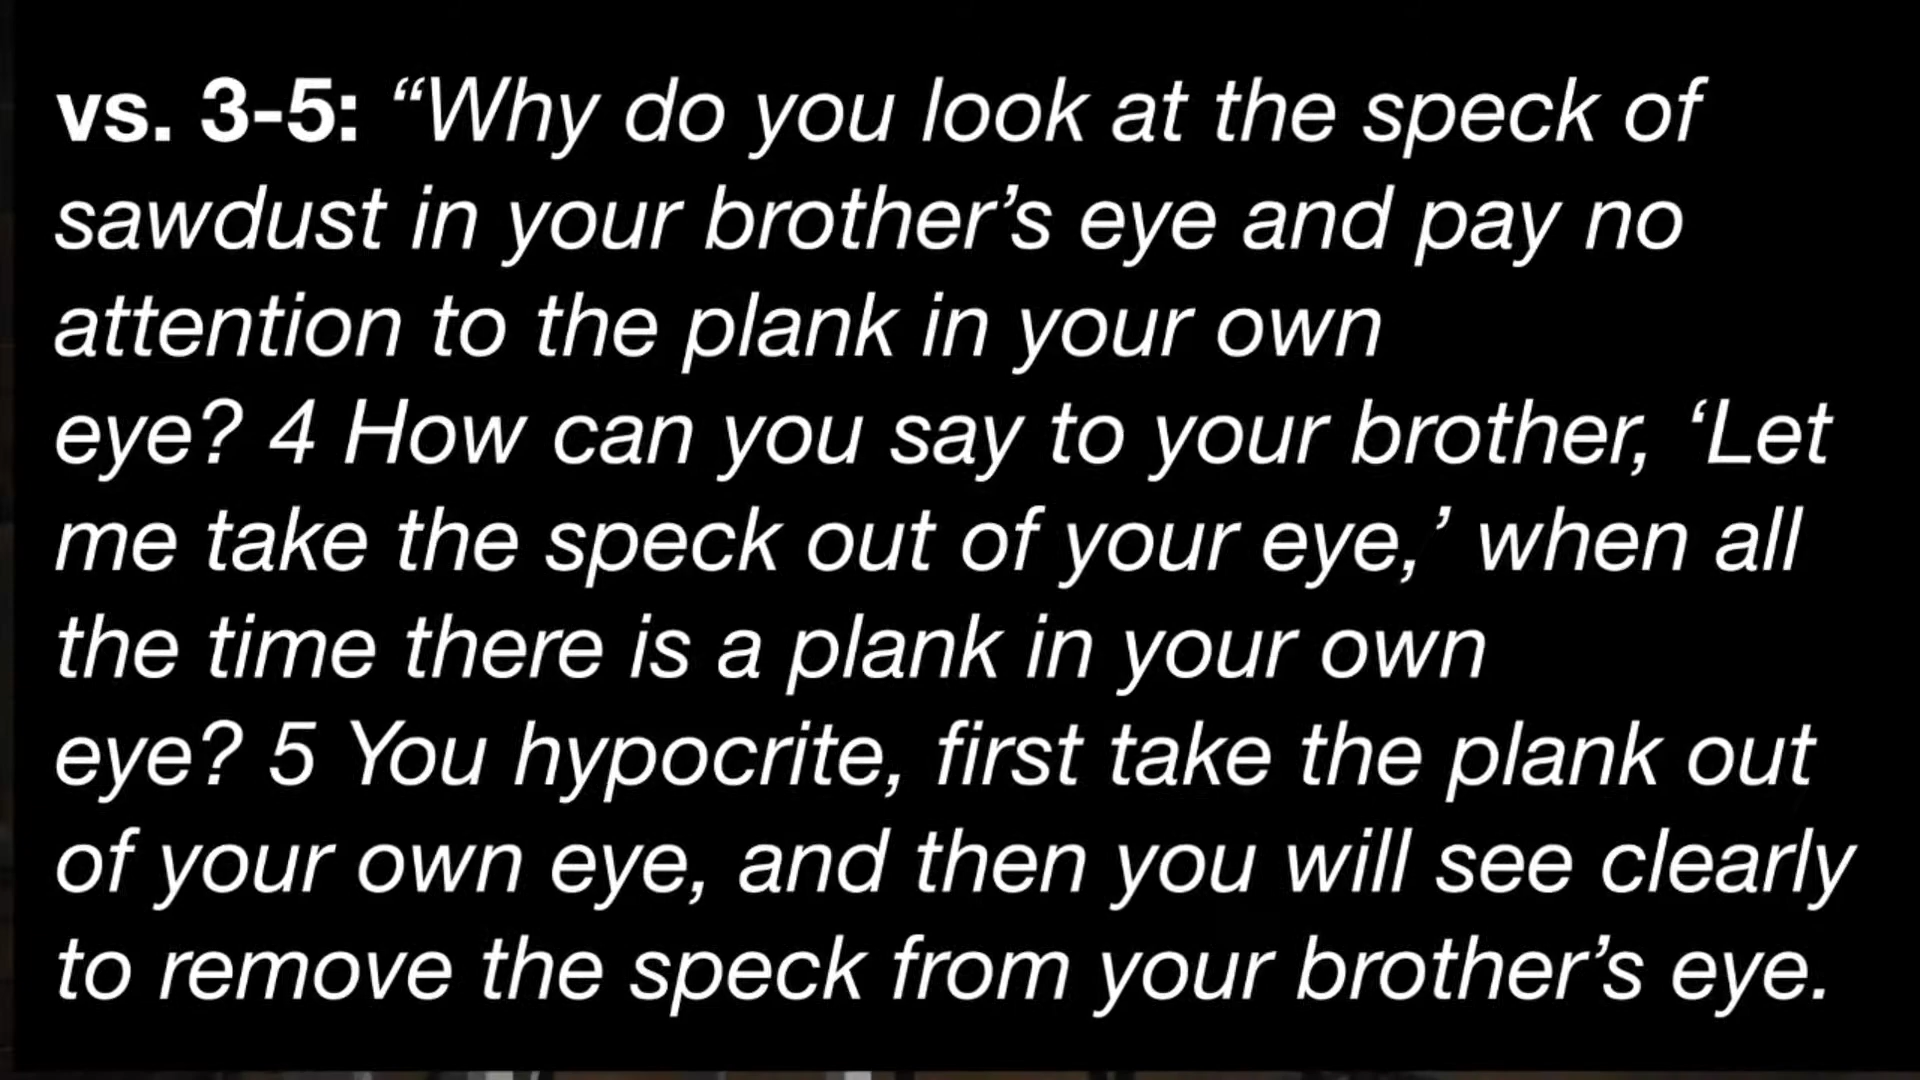 vs. 3-5: “Why do you look at the speck of
sawdust in your brother’s eye and pay no
attention to the plank in your own
eye? 4 How can you say to your brother, ‘Let
me take the speck out of your eye,’ when all
the time there is a plank in your own
eye? 5 You hypocrite, first take the plank out
of your own eye, and then you will see clearly
to remove the speck from your brother’s eye.